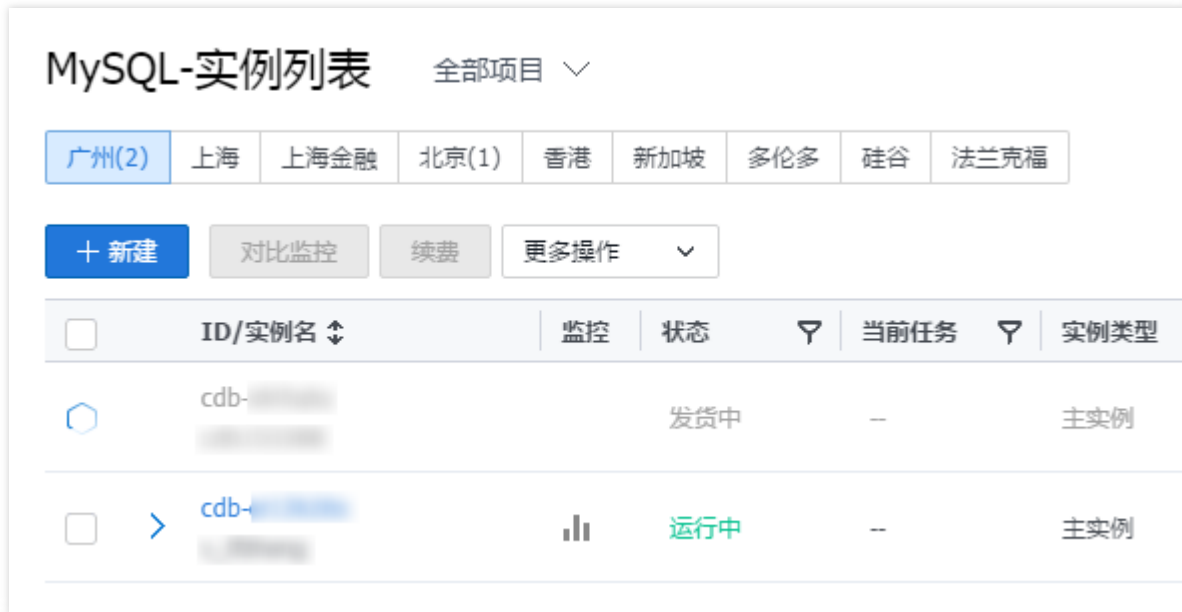 MySQL-实例列表 全部项目
广州(2) 上海 上海金融 北京(1) 香港 新加坡 多伦多 硅谷 法兰克福
+ 新建 对比监控 续费 更多操作
ID/实例名 监控 状态 当前任务 实例类型
cdb-
发货中 -- 主实例
cdb-
运行中 -- 主实例